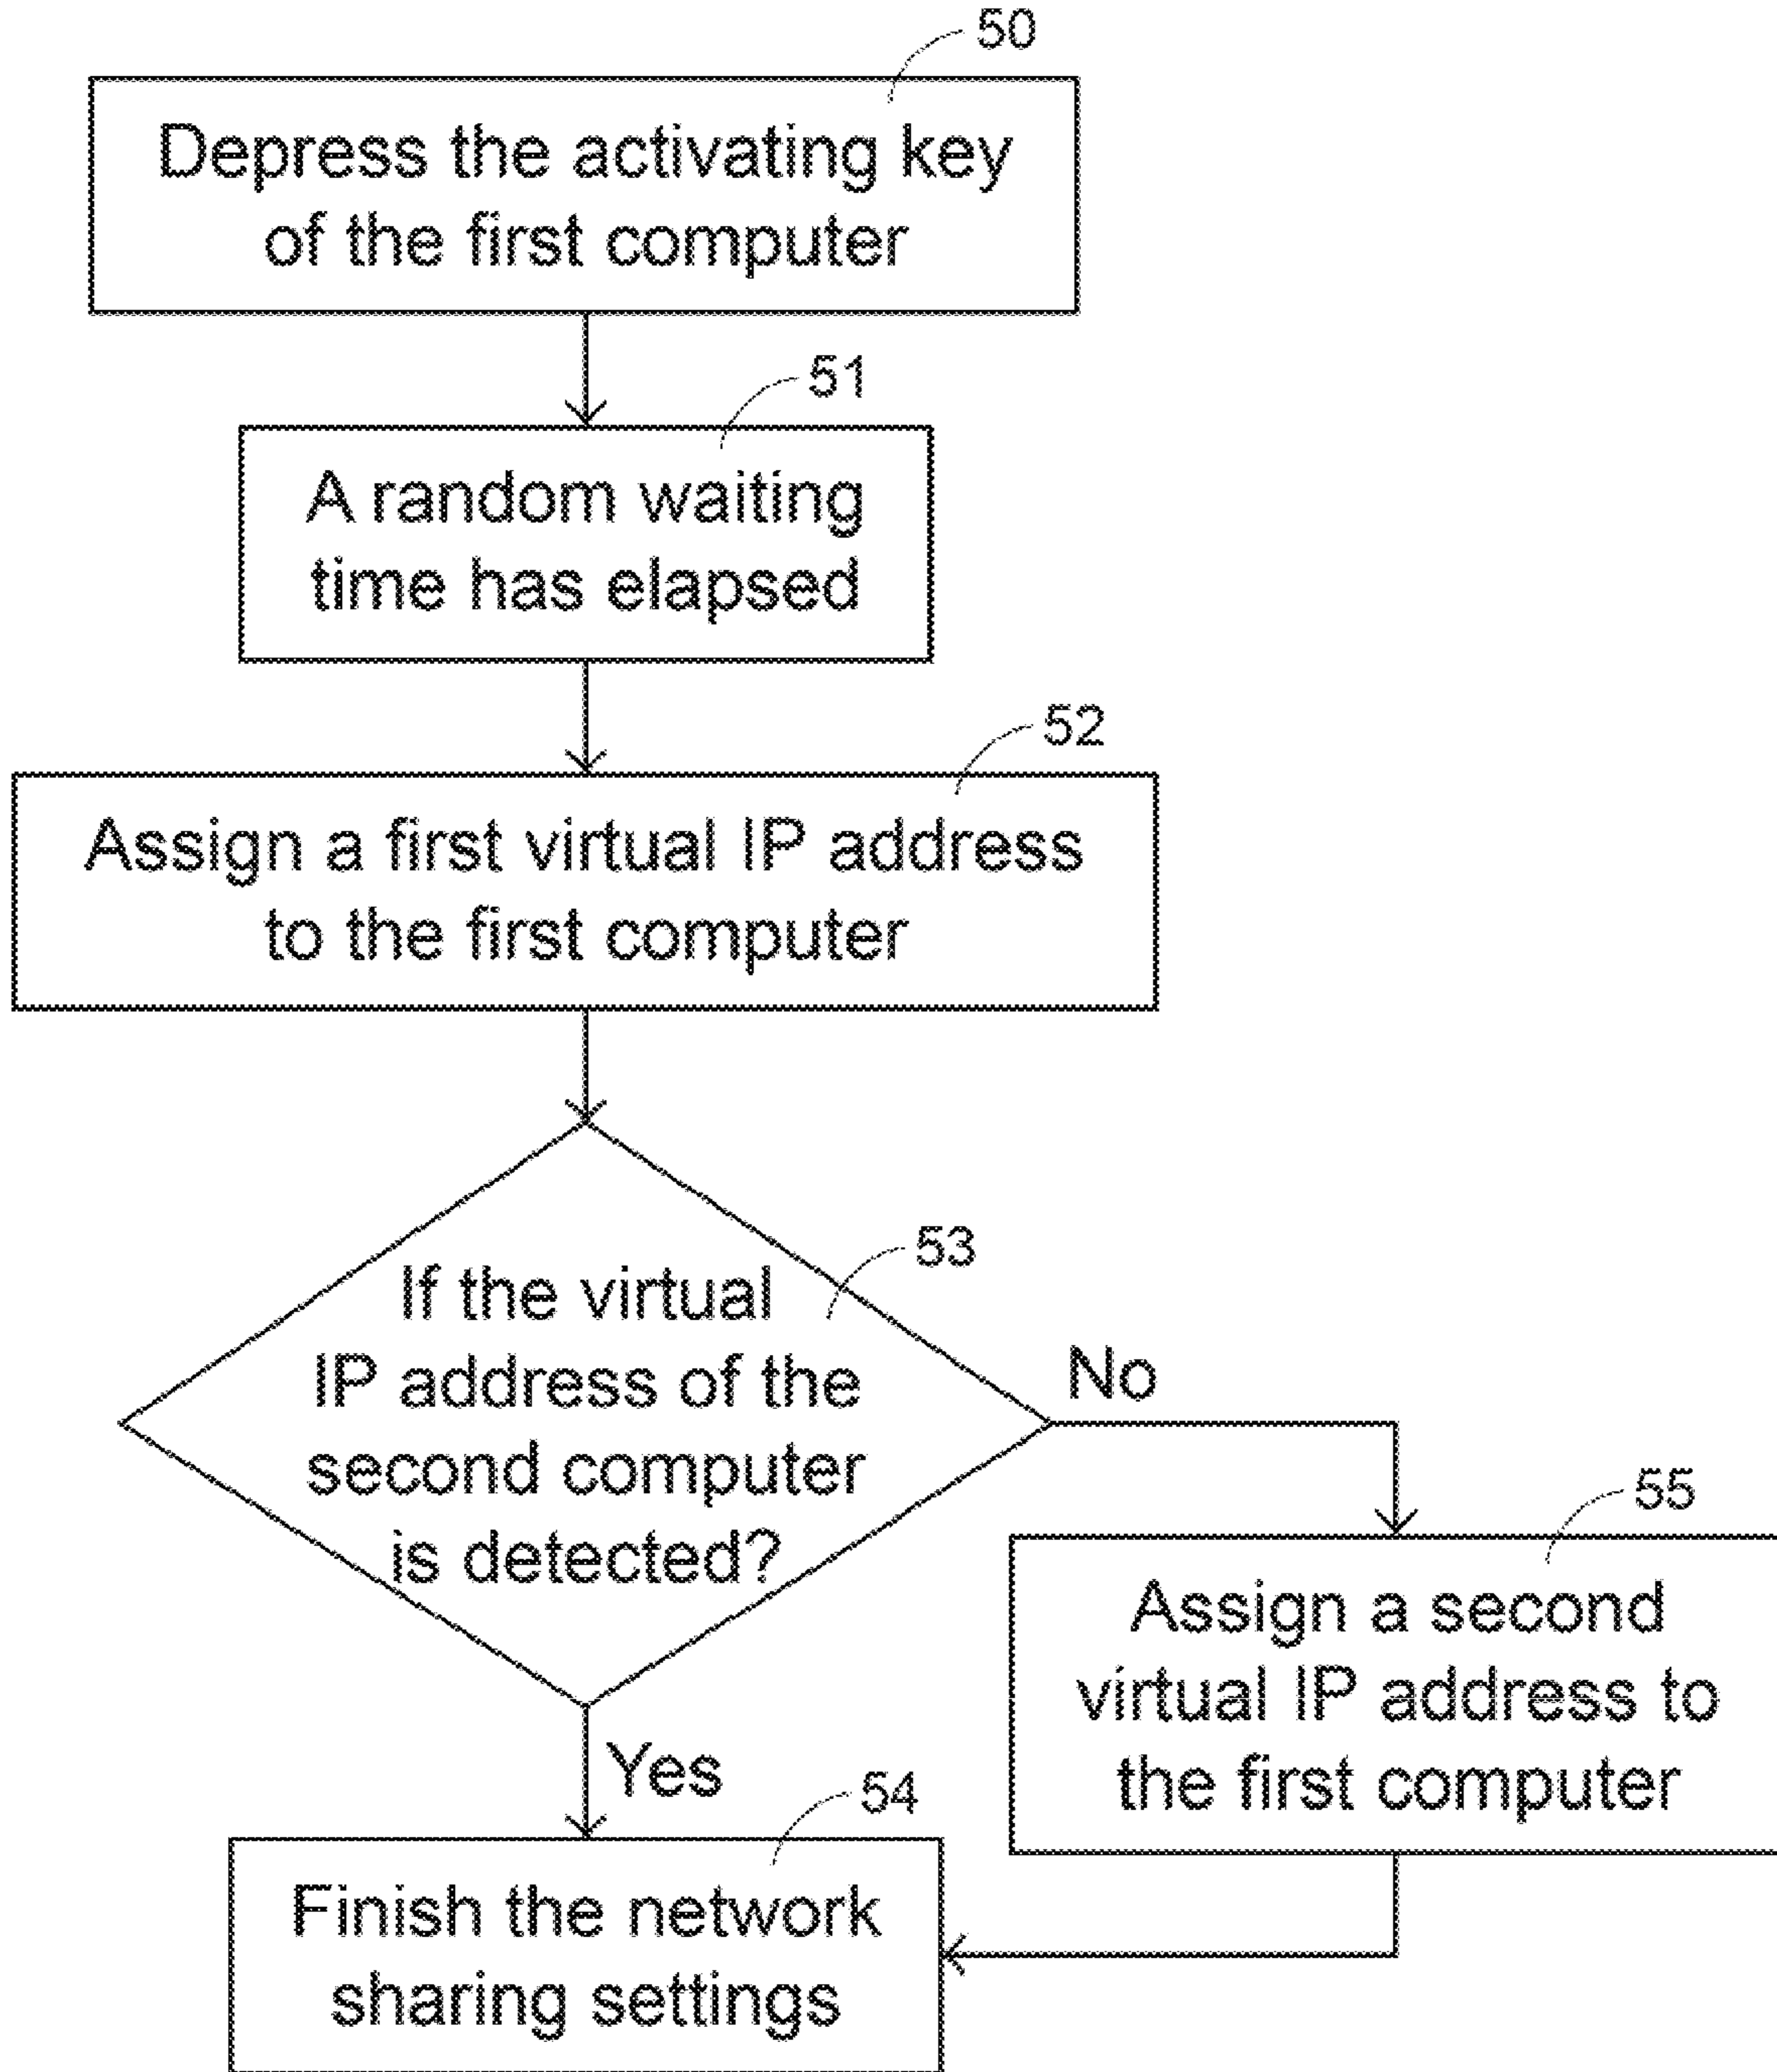 50
Depress the activating key
of the first computer
51
A random waiting
time has elapsed
52
Assign a first virtual IP address
to the first computer
53
If the virtual
IP address of the
second computer
is detected?
No
55
Assign a second
virtual IP address to
the first computer
Yes
54
Finish the network
sharing settings